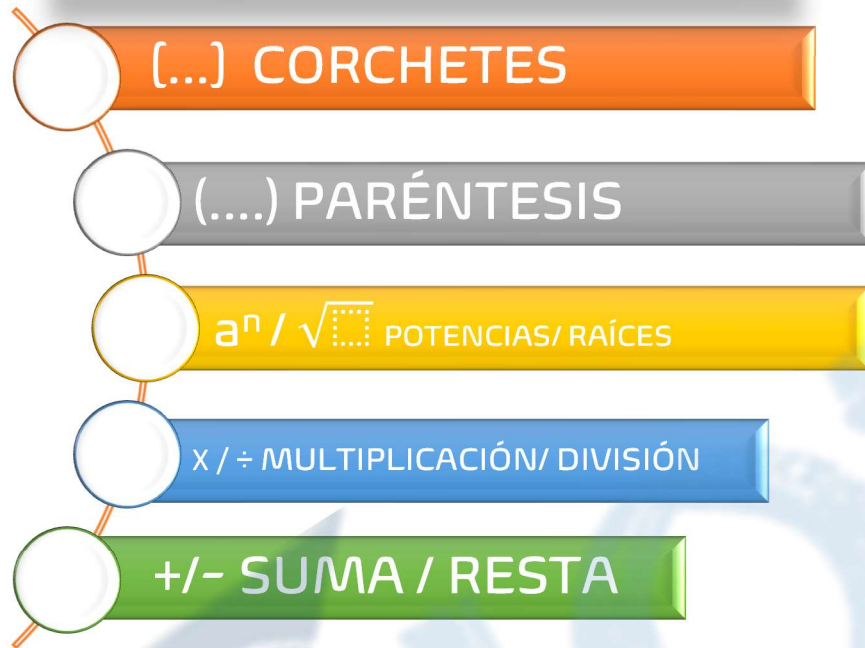 [...] CORCHETES
(....) PARÉNTESIS
aⁿ / √⬚ POTENCIAS/ RAÍCES
x / ÷ MULTIPLICACIÓN/ DIVISIÓN
+/- SUMA / RESTA